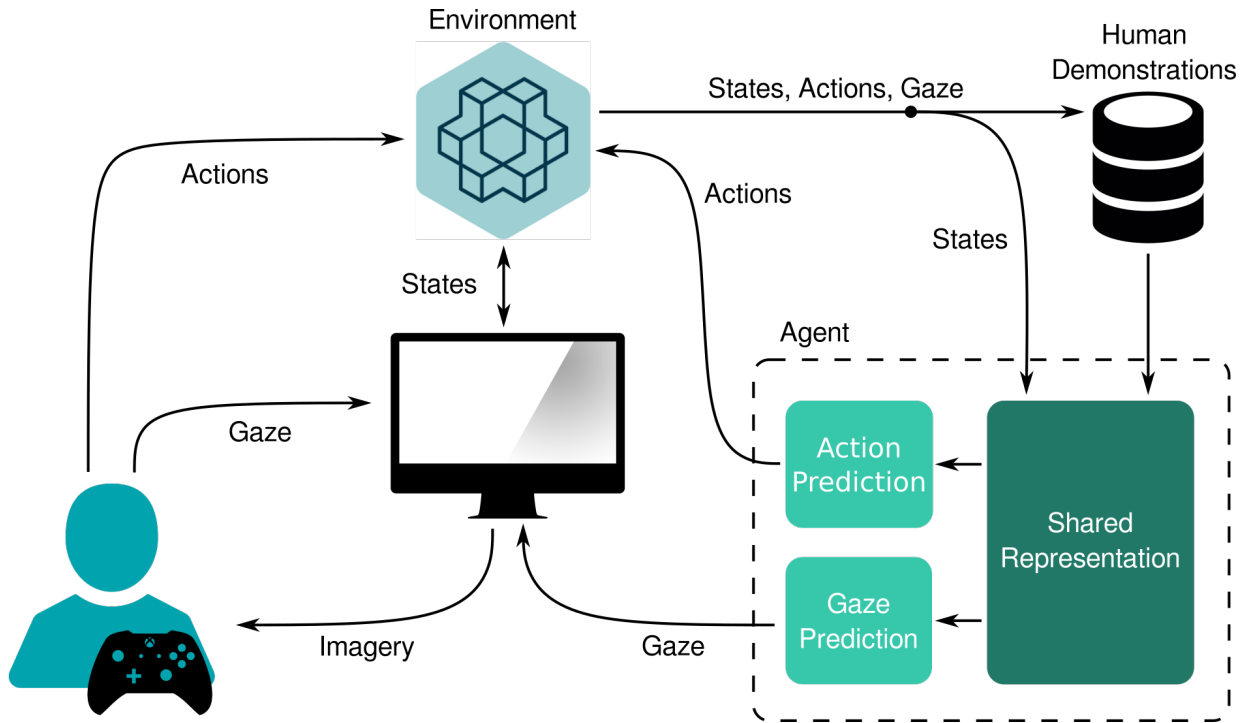 Environment
Human
Demonstrations
States, Actions, Gaze
Actions
Actions
States
States
Agent
Gaze
Action
Prediction
Shared
Representation
Gaze
Prediction
Imagery
Gaze